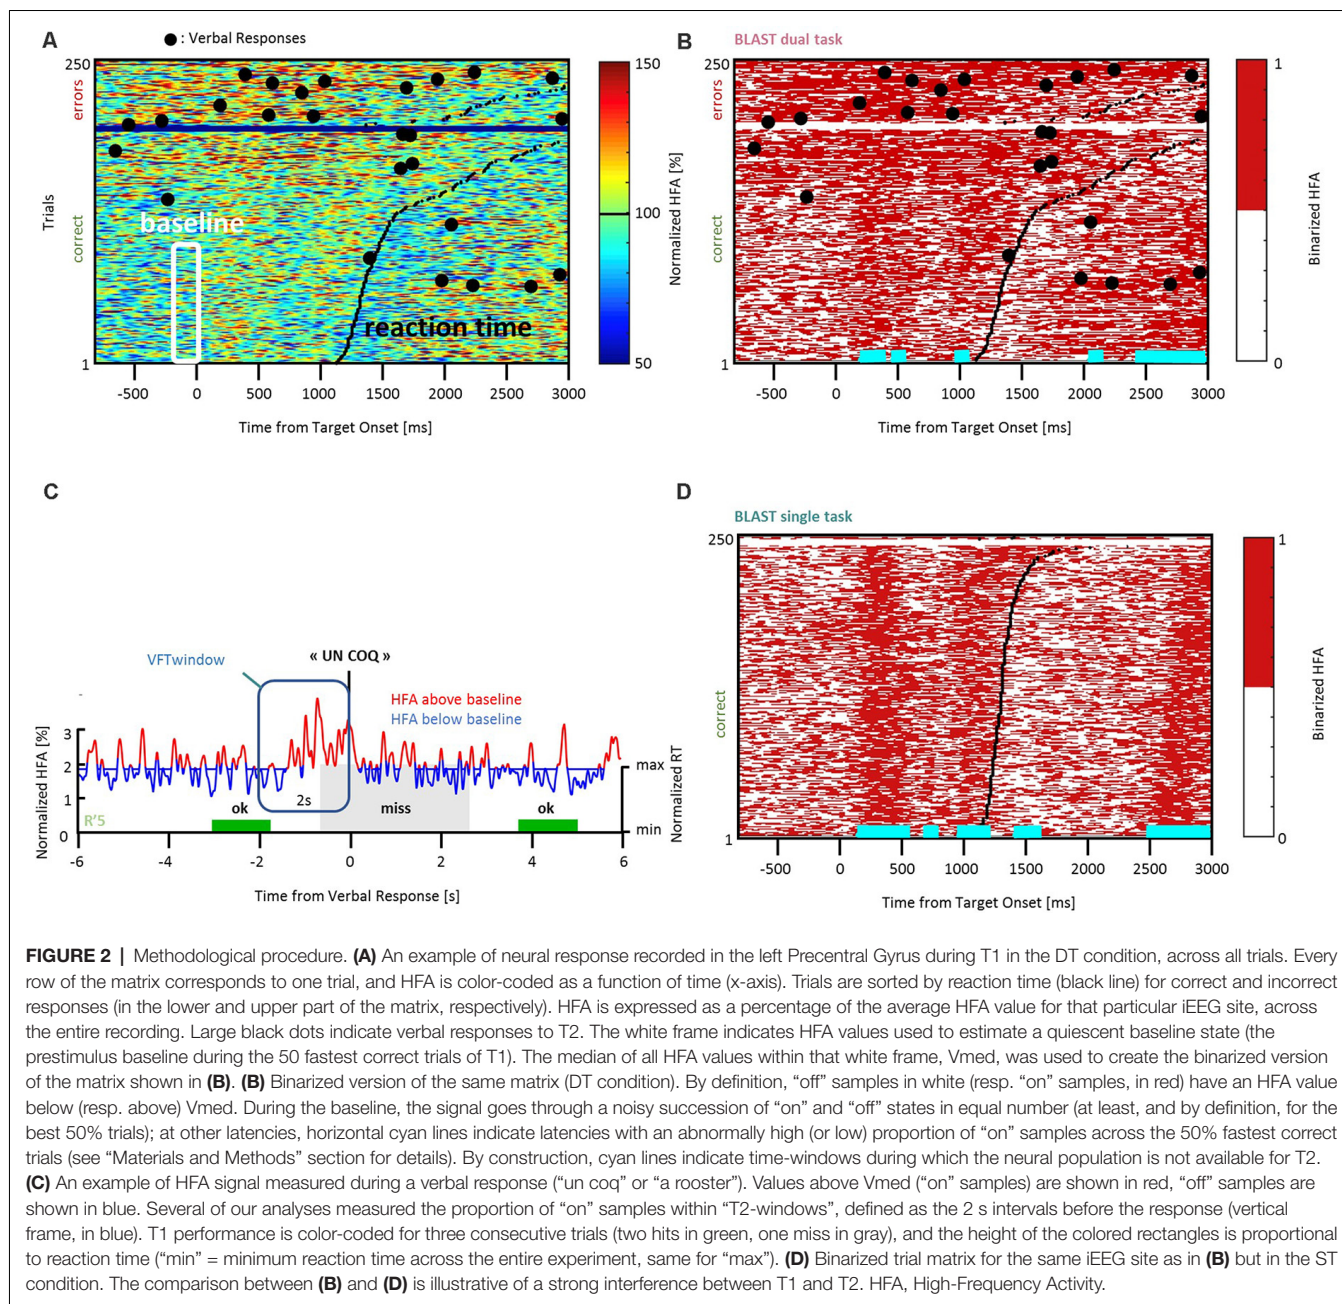 A
: Verbal Responses
250
errors
Trials
correct
1
baseline
reaction time
150
100
50
Normalized HFA [%]
-500 0 500 1000 1500 2000 2500 3000
Time from Target Onset [ms]
B
BLAST dual task
250
errors
correct
1
1
0
Binarized HFA
-500 0 500 1000 1500 2000 2500 3000
Time from Target Onset [ms]
C
« UN COQ »
VFTwindow
HFA above baseline
HFA below baseline
Normalized HFA [%]
3
2
1
0
R'5
ok
2s
miss
ok
max
min
Normalized RT
-6 -4 -2 0 2 4 6
Time from Verbal Response [s]
D
BLAST single task
250
correct
1
1
0
Binarized HFA
-500 0 500 1000 1500 2000 2500 3000
Time from Target Onset [ms]
FIGURE 2 | Methodological procedure. (A) An example of neural response recorded in the left Precentral Gyrus during T1 in the DT condition, across all trials. Every
row of the matrix corresponds to one trial, and HFA is color-coded as a function of time (x-axis). Trials are sorted by reaction time (black line) for correct and incorrect
responses (in the lower and upper part of the matrix, respectively). HFA is expressed as a percentage of the average HFA value for that particular iEEG site, across
the entire recording. Large black dots indicate verbal responses to T2. The white frame indicates HFA values used to estimate a quiescent baseline state (the
prestimulus baseline during the 50 fastest correct trials of T1). The median of all HFA values within that white frame, Vmed, was used to create the binarized version
of the matrix shown in (B). (B) Binarized version of the same matrix (DT condition). By definition, “off” samples in white (resp. “on” samples, in red) have an HFA value
below (resp. above) Vmed. During the baseline, the signal goes through a noisy succession of “on” and “off” states in equal number (at least, and by definition, for the
best 50% trials); at other latencies, horizontal cyan lines indicate latencies with an abnormally high (or low) proportion of “on” samples across the 50% fastest correct
trials (see “Materials and Methods” section for details). By construction, cyan lines indicate time-windows during which the neural population is not available for T2.
(C) An example of HFA signal measured during a verbal response (“un coq” or “a rooster”). Values above Vmed (“on” samples) are shown in red, “off” samples are
shown in blue. Several of our analyses measured the proportion of “on” samples within “T2-windows”, defined as the 2 s intervals before the response (vertical
frame, in blue). T1 performance is color-coded for three consecutive trials (two hits in green, one miss in gray), and the height of the colored rectangles is proportional
to reaction time (“min” = minimum reaction time across the entire experiment, same for “max”). (D) Binarized trial matrix for the same iEEG site as in (B) but in the ST
condition. The comparison between (B) and (D) is illustrative of a strong interference between T1 and T2. HFA, High-Frequency Activity.